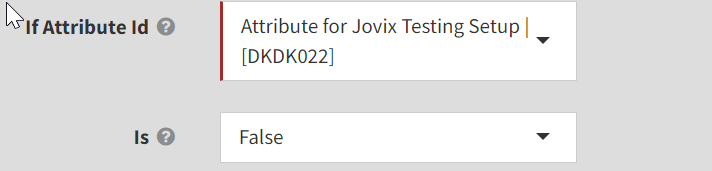 If Attribute Id Attribute for Jovix Testing Setup |
[DKDK022]
Is False